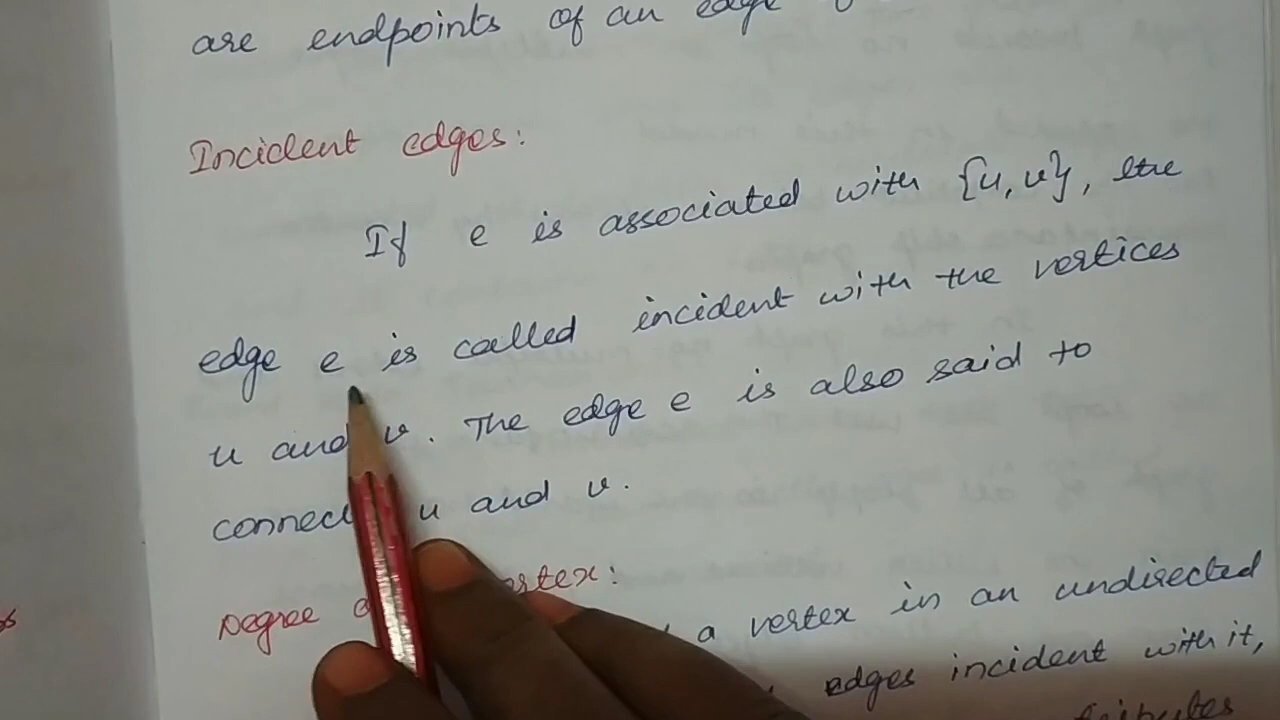 are endpoints of an edge
Incident edges:
If e is associated with {u, v}, the
edge e is called incident with the vertices
u and v. The edge e is also said to
connect u and v.
Degree
a vertex in an undirected
edges incident with it,